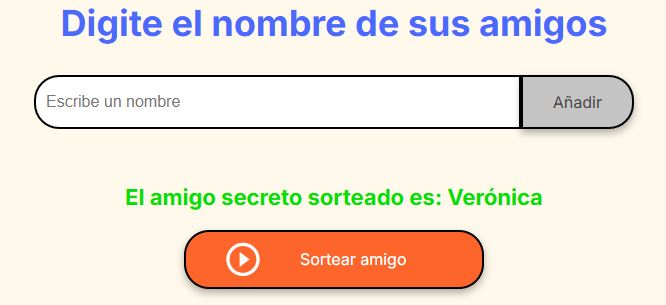 Digite el nombre de sus amigos
Escribe un nombre
Añadir
El amigo secreto sorteado es: Verónica
Sortear amigo